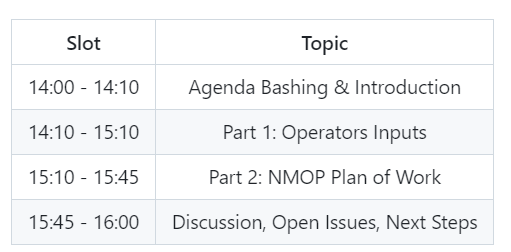 Slot Topic
14:00 - 14:10 Agenda Bashing & Introduction
14:10 - 15:10 Part 1: Operators Inputs
15:10 - 15:45 Part 2: NMOP Plan of Work
15:45 - 16:00 Discussion, Open Issues, Next Steps